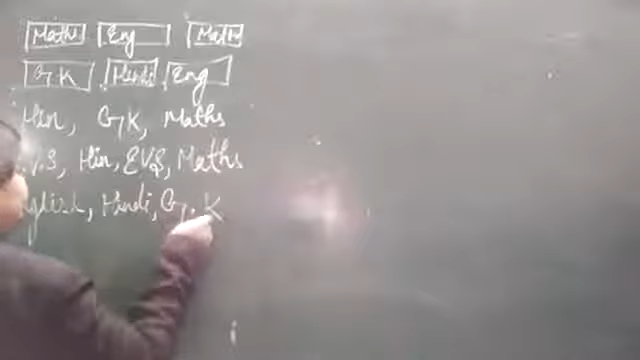 Maths Eng Maths
G K Hindi Eng
Hin, G K, Maths
Hin, EVS, Maths
Hindi, G. K